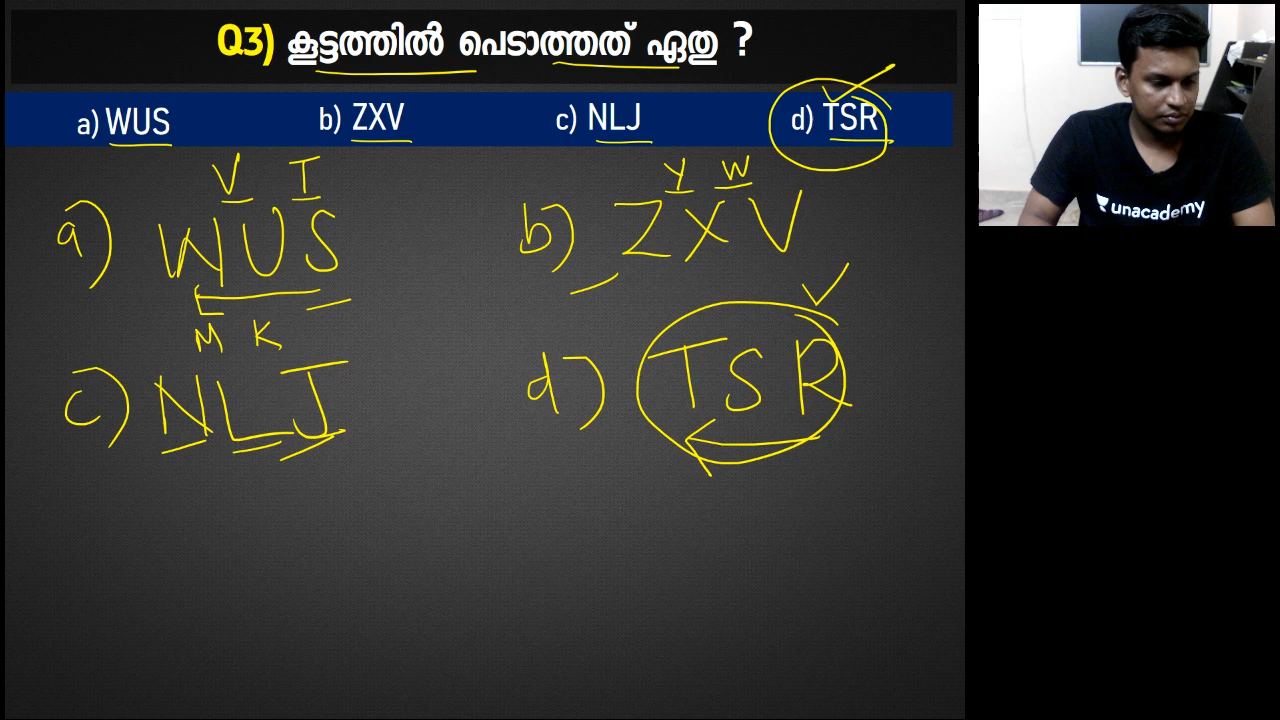 Q3) കൂട്ടത്തിൽ പെടാത്തത് ഏതു ?
a) WUS b) ZXV c) NLJ d) TSR
V T Y W
a) WUS b) ZXV
M K
c) NLJ d) TSR
unacademy